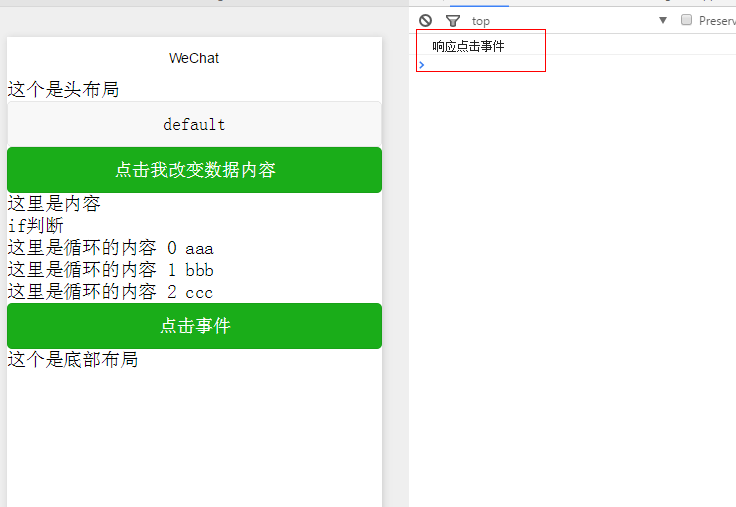 top
Preserv
响应点击事件
WeChat
这个是头布局
default
点击我改变数据内容
这里是内容
if判断
这里是循环的内容 0 aaa
这里是循环的内容 1 bbb
这里是循环的内容 2 ccc
点击事件
这个是底部布局